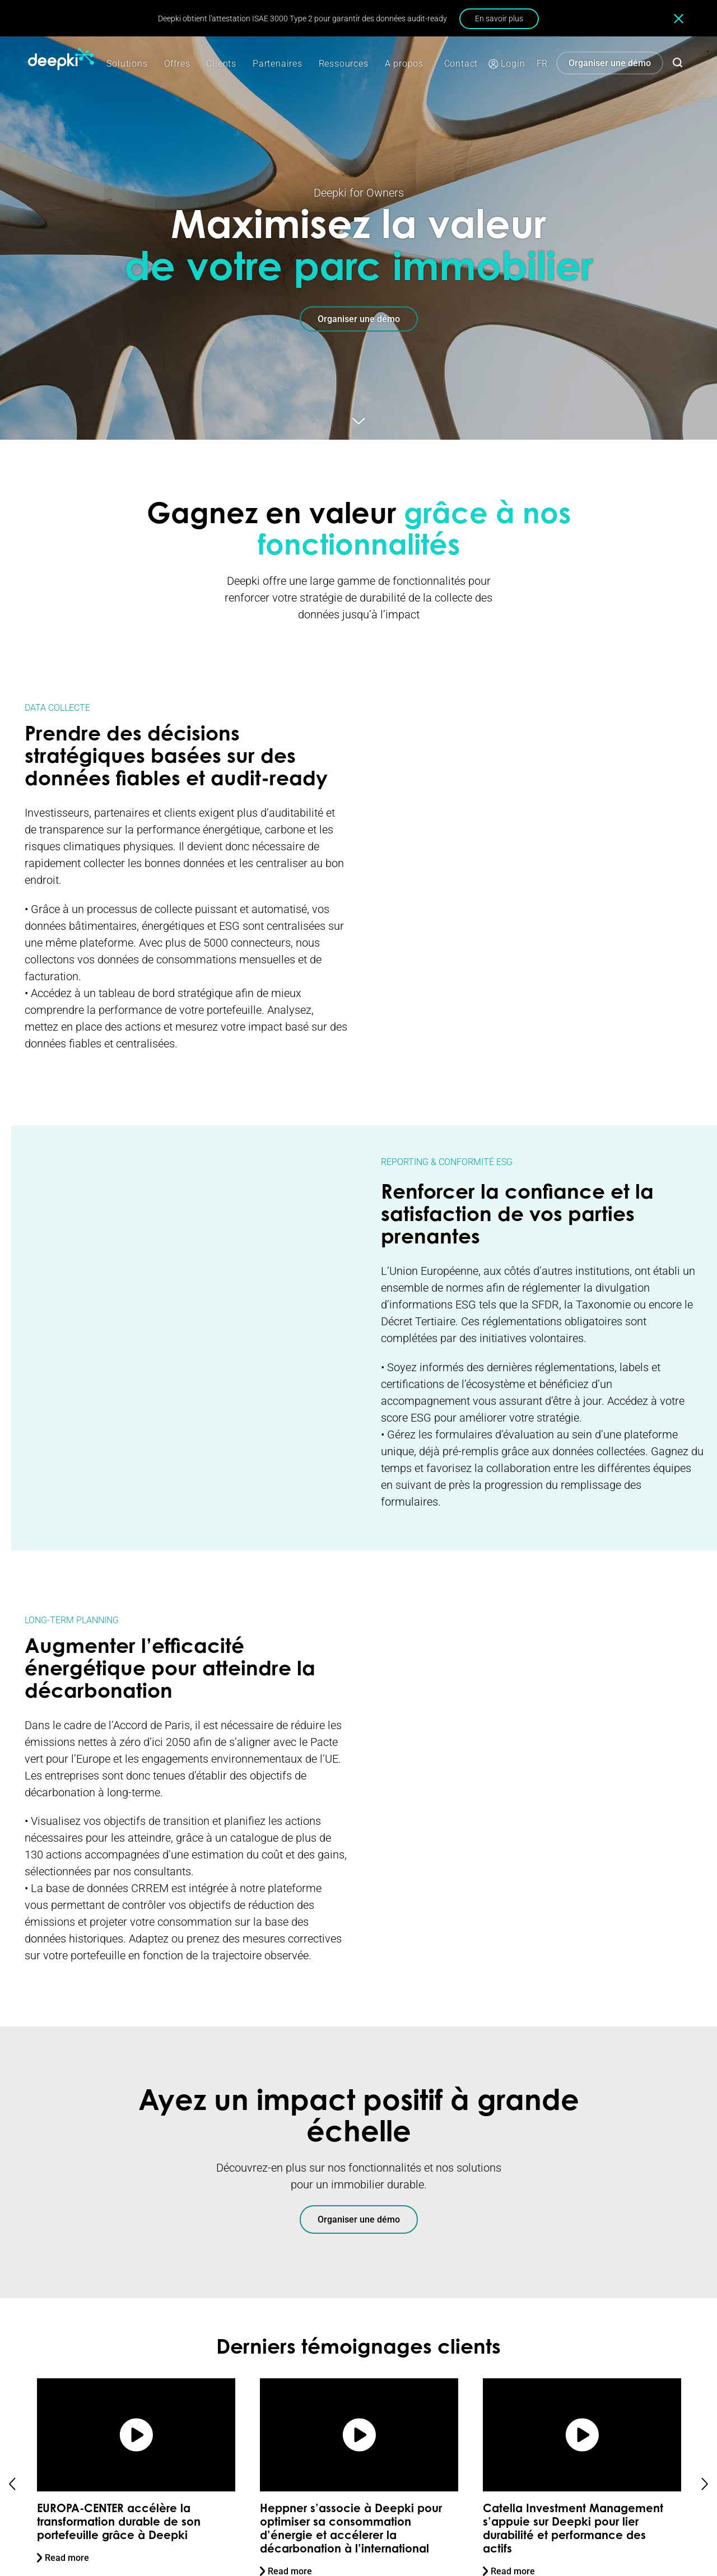 Deepki obtient l'attestation ISAE 3000 Type 2 pour garantir des données audit-ready
En savoir plus
deepki
Solutions
Offres
Clients
Partenaires
Ressources
A propos
Contact
Login
FR
Organiser une démo
Deepki for Owners
Maximisez la valeur
de votre parc immobilier
Organiser une démo
Gagnez en valeur grâce à nos
fonctionnalités
Deepki offre une large gamme de fonctionnalités pour
renforcer votre stratégie de durabilité de la collecte des
données jusqu’à l’impact
DATA COLLECTE
Prendre des décisions
stratégiques basées sur des
données fiables et audit-ready
Investisseurs, partenaires et clients exigent plus d’auditabilité et
de transparence sur la performance énergétique, carbone et les
risques climatiques physiques. Il devient donc nécessaire de
rapidement collecter les bonnes données et les centraliser au bon
endroit.
• Grâce à un processus de collecte puissant et automatisé, vos
données bâtimentaires, énergétiques et ESG sont centralisées sur
une même plateforme. Avec plus de 5000 connecteurs, nous
collectons vos données de consommations mensuelles et de
facturation.
• Accédez à un tableau de bord stratégique afin de mieux
comprendre la performance de votre portefeuille. Analysez,
mettez en place des actions et mesurez votre impact basé sur des
données fiables et centralisées.
REPORTING & CONFORMITÉ ESG
Renforcer la confiance et la
satisfaction de vos parties
prenantes
L’Union Européenne, aux côtés d’autres institutions, ont établi un
ensemble de normes afin de réglementer la divulgation
d’informations ESG tels que la SFDR, la Taxonomie ou encore le
Décret Tertiaire. Ces réglementations obligatoires sont
complétées par des initiatives volontaires.
• Soyez informés des dernières réglementations, labels et
certifications de l’écosystème et bénéficiez d’un
accompagnement vous assurant d’être à jour. Accédez à votre
score ESG pour améliorer votre stratégie.
• Gérez les formulaires d’évaluation au sein d’une plateforme
unique, déjà pré-remplis grâce aux données collectées. Gagnez du
temps et favorisez la collaboration entre les différentes équipes
en suivant de près la progression du remplissage des
formulaires.
LONG-TERM PLANNING
Augmenter l’efficacité
énergétique pour atteindre la
décarbonation
Dans le cadre de l’Accord de Paris, il est nécessaire de réduire les
émissions nettes à zéro d’ici 2050 afin de s’aligner avec le Pacte
vert pour l’Europe et les engagements environnementaux de l’UE.
Les entreprises sont donc tenues d’établir des objectifs de
décarbonation à long-terme.
• Visualisez vos objectifs de transition et planifiez les actions
nécessaires pour les atteindre, grâce à un catalogue de plus de
130 actions accompagnées d’une estimation du coût et des gains,
sélectionnées par nos consultants.
• La base de données CRREM est intégrée à notre plateforme
vous permettant de contrôler vos objectifs de réduction des
émissions et projeter votre consommation sur la base des
données historiques. Adaptez ou prenez des mesures correctives
sur votre portefeuille en fonction de la trajectoire observée.
Ayez un impact positif à grande
échelle
Découvrez-en plus sur nos fonctionnalités et nos solutions
pour un immobilier durable.
Organiser une démo
Derniers témoignages clients
EUROPA-CENTER accélère la
transformation durable de son
portefeuille grâce à Deepki
Read more
Heppner s’associe à Deepki pour
optimiser sa consommation
d’énergie et accélerer la
décarbonation à l’international
Read more
Catella Investment Management
s’appuie sur Deepki pour lier
durabilité et performance des
actifs
Read more